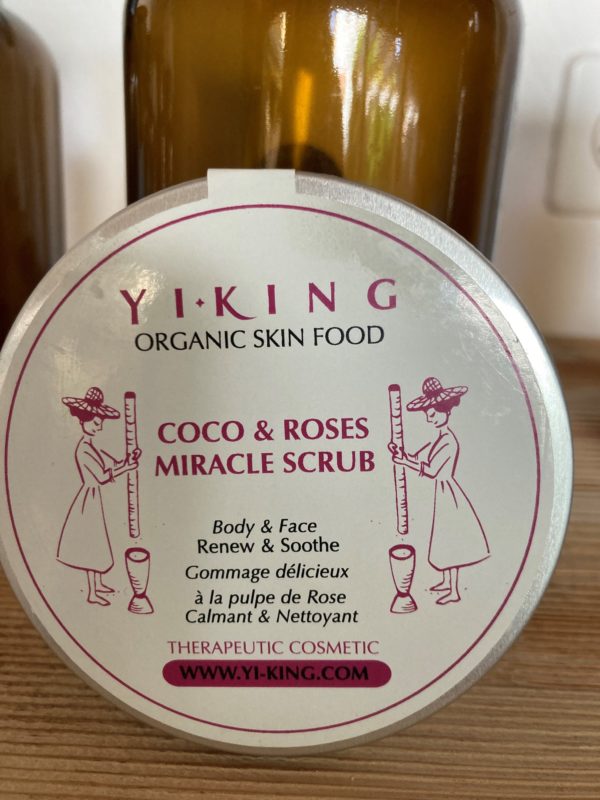 YI·KING
ORGANIC SKIN FOOD
COCO & ROSES
MIRACLE SCRUB
Body & Face
Renew & Soothe
Gommage délicieux
à la pulpe de Rose
Calmant & Nettoyant
THERAPEUTIC COSMETIC
WWW.YI-KING.COM